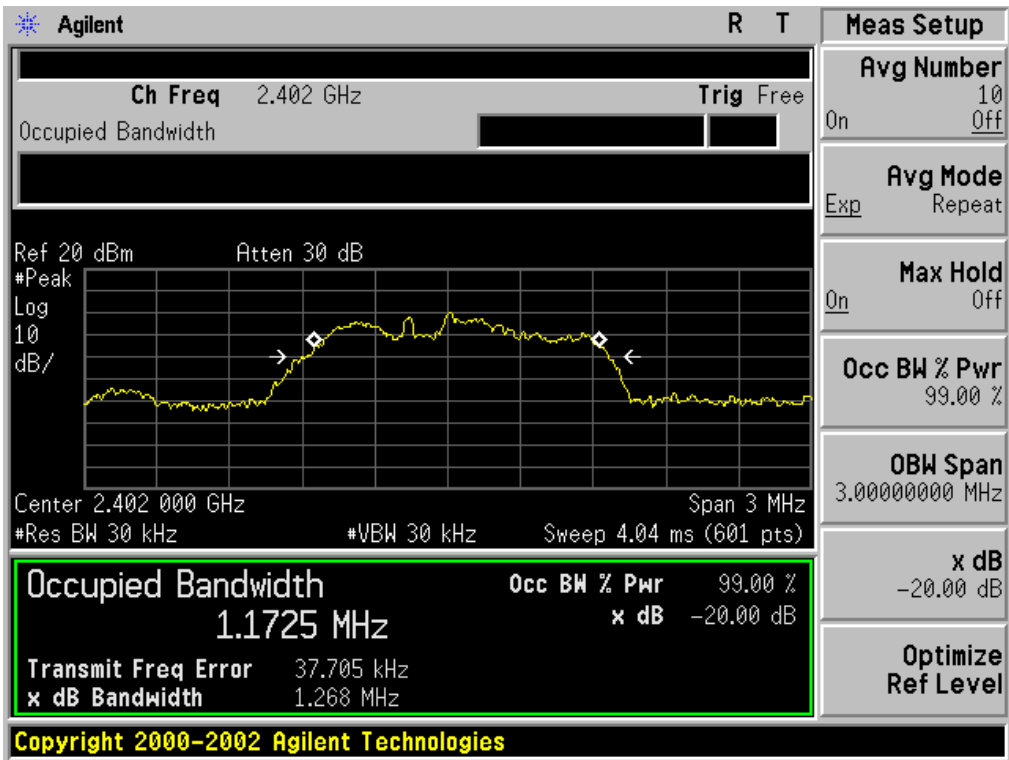 Agilent R T
Ch Freq 2.402 GHz Trig Free
Occupied Bandwidth
Ref 20 dBm Atten 30 dB
#Peak
Log
10
dB/
Center 2.402 000 GHz Span 3 MHz
#Res BW 30 kHz #VBW 30 kHz Sweep 4.04 ms (601 pts)
Occupied Bandwidth Occ BW % Pwr 99.00 %
1.1725 MHz x dB -20.00 dB
Transmit Freq Error 37.705 kHz
x dB Bandwidth 1.268 MHz
Copyright 2000-2002 Agilent Technologies
Meas Setup
Avg Number
10
On Off
Avg Mode
Exp Repeat
Max Hold
On Off
Occ BW % Pwr
99.00 %
OBW Span
3.00000000 MHz
x dB
-20.00 dB
Optimize
Ref Level